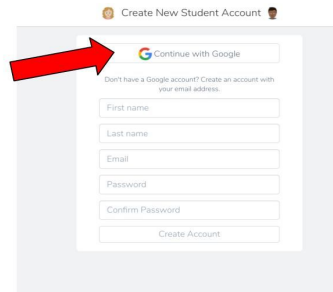 Create New Student Account
Continue with Google
Don't have a Google account? Create an account with
your email address.
First name
Last name
Email
Password
Confirm Password
Create Account